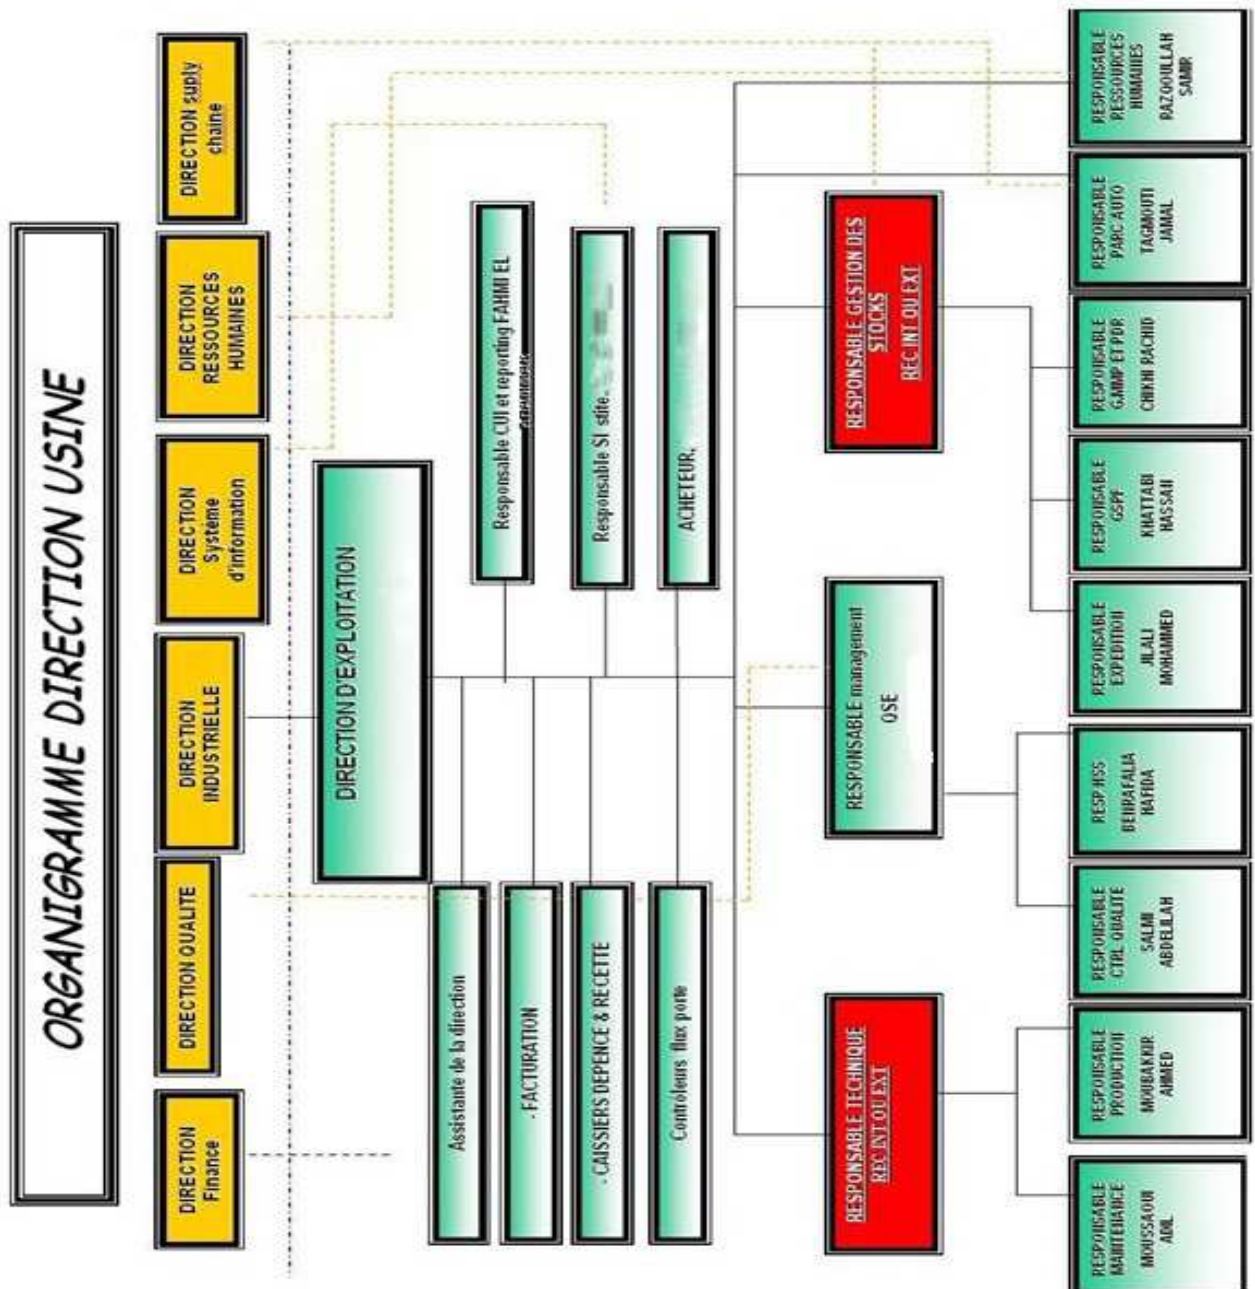 ORGANIGRAMME DIRECTION USINE
DIRECTION
Finance
DIRECTION QUALITE
DIRECTION
INDUSTRIELLE
DIRECTION
Système
d'information
DIRECTION
RESSOURCES
HUMAINES
DIRECTION suply
chaine
DIRECTION D'EXPLOITATION
Assistante de la direction
- FACTURATION
- CAISSIERS DEPENCE & RECETTE
Contrôleurs flux porte
Responsable CUI et reporting FAHMI EL
Responsable SI stite.
ACHETEUR,
RESPONSABLE TECHNIQUE
REC INT OU EXT
RESPONSABLE management
QSE
RESPONSABLE GESTION DES
STOCKS
REC INT OU EXT
RESPONSABLE
MAINTENANCE
MOUSSAOUI
ADIL
RESPONSABLE
PRODUCTION
MOUBAKKIR
AHMED
RESPONSABLE
CTRL QUALITE
SALMI
ABDELILAH
RESP HSS
HAFIDA
RESPONSABLE
EXPEDITION
JILALI
MOHAMMED
RESPONSABLE
GSPF
KHATTABI
HASSAN
RESPONSABLE
G.MMP ET PDR
CHIKHI RACHID
RESPONSABLE
PARC AUTO
TAGMOUTI
JAMAL
RESPONSABLE
RESSOURCES
HUMAINES
RAZQOULLAH
SAMIR